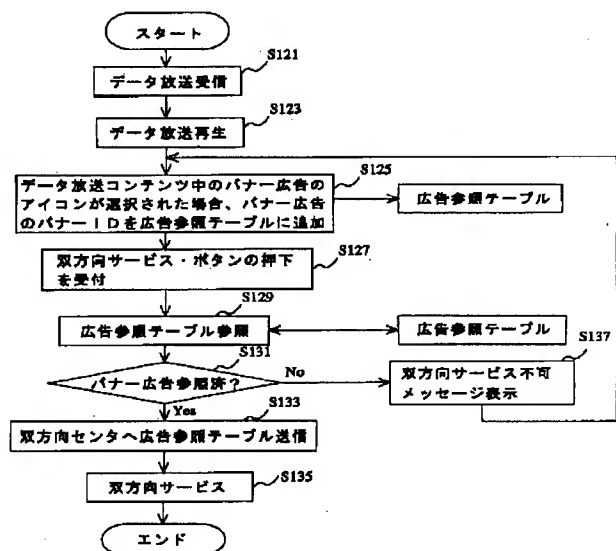 スタート
S121
データ放送受信
S123
データ放送再生
S125
データ放送コンテンツ中のバナー広告の
アイコンが選択された場合、バナー広告
のバナーIDを広告参照テーブルに追加
広告参照テーブル
S127
双方向サービス・ボタンの押下
を受付
S129
広告参照テーブル参照
広告参照テーブル
S131
バナー広告参照済?
No
S137
双方向サービス不可
メッセージ表示
Yes
S133
双方向センタへ広告参照テーブル送信
S135
双方向サービス
エンド